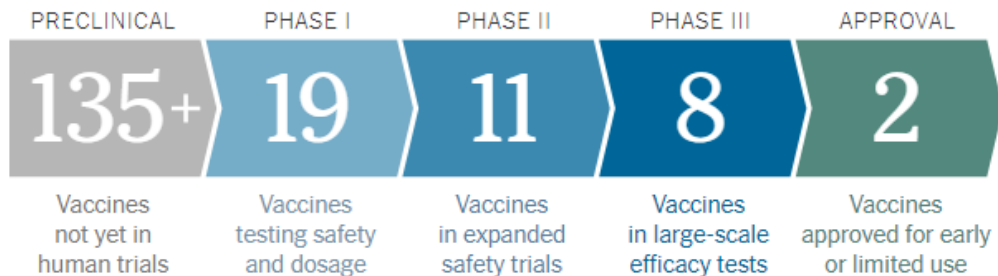 PRECLINICAL PHASE I PHASE II PHASE III APPROVAL
135+ 19 11 8 2
Vaccines Vaccines Vaccines Vaccines Vaccines
not yet in testing safety in expanded in large-scale approved for early
human trials and dosage safety trials efficacy tests or limited use